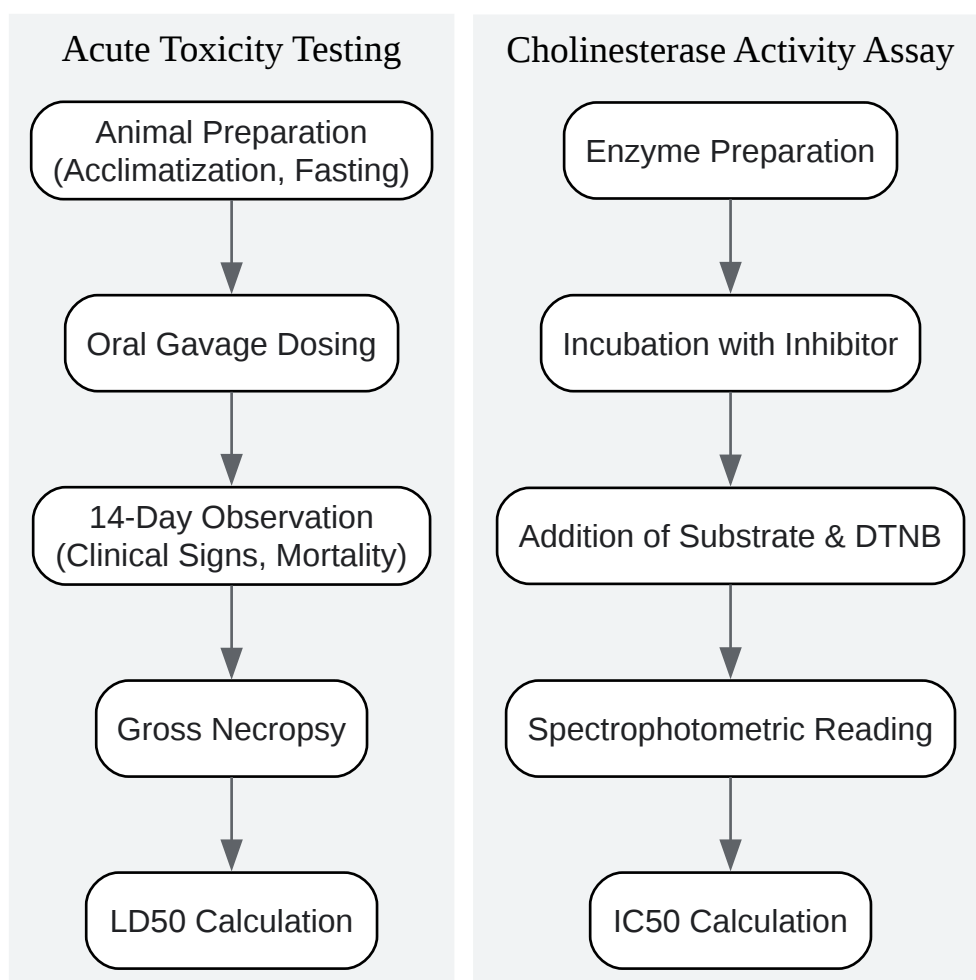 Acute Toxicity Testing
Animal Preparation
(Acclimatization, Fasting)
Oral Gavage Dosing
14-Day Observation
(Clinical Signs, Mortality)
Gross Necropsy
LD50 Calculation
Cholinesterase Activity Assay
Enzyme Preparation
Incubation with Inhibitor
Addition of Substrate & DTNB
Spectrophotometric Reading
IC50 Calculation